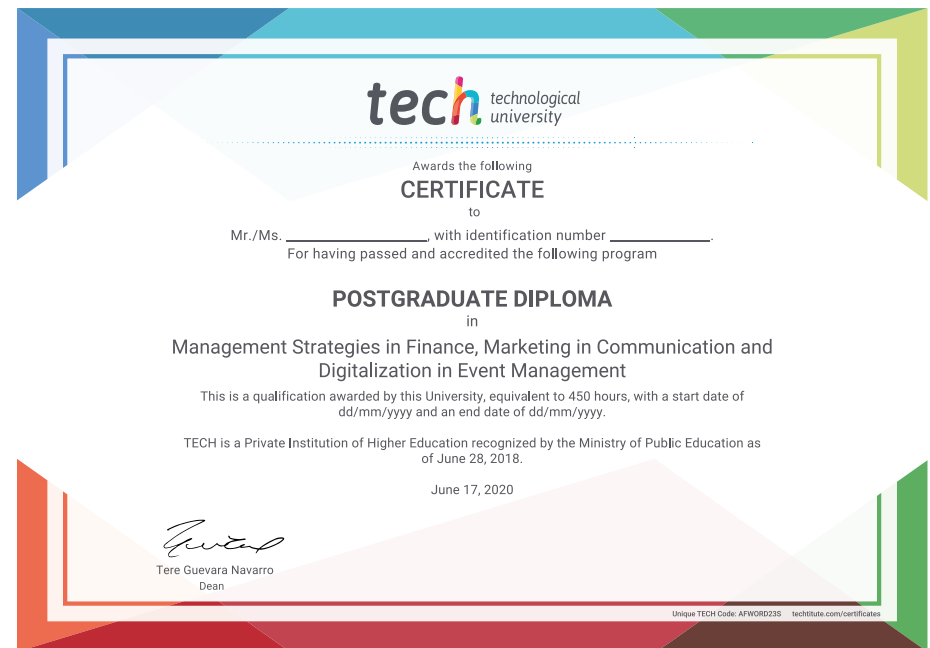 tech technological
university
Awards the following
CERTIFICATE
to
Mr./Ms. ____________________, with identification number ______________.
For having passed and accredited the following program
POSTGRADUATE DIPLOMA
in
Management Strategies in Finance, Marketing in Communication and
Digitalization in Event Management
This is a qualification awarded by this University, equivalent to 450 hours, with a start date of
dd/mm/yyyy and an end date of dd/mm/yyyy.
TECH is a Private Institution of Higher Education recognized by the Ministry of Public Education as
of June 28, 2018.
June 17, 2020
Tere Guevara Navarro
Dean
Unique TECH Code: AFWORD23S techtitute.com/certificates